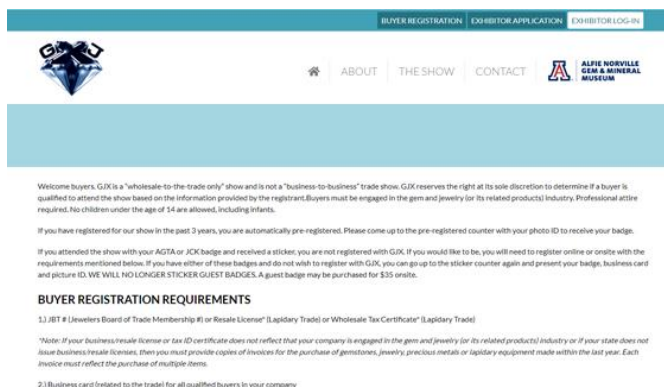 BUYER REGISTRATION EXHIBITOR APPLICATION EXHIBITOR LOG-IN
GJX
ABOUT THE SHOW CONTACT
A
ALFIE NORVILLE
GEM & MINERAL
MUSEUM
Welcome buyers. GJX is a "wholesale-to-the-trade only" show and is not a "business-to-business" trade show. GJX reserves the right at its sole discretion to determine if a buyer is
qualified to attend the show based on the information provided by the registrant.Buyers must be engaged in the gem and jewelry (or its related products) industry. Professional attire
required. No children under the age of 14 are allowed, including infants.
If you have registered for our show in the past 3 years, you are automatically pre-registered. Please come up to the pre-registered counter with your photo ID to receive your badge.
If you attended the show with your AGTA or JCK badge and received a sticker, you are not registered with GJX. If you would like to be, you will need to register online or onsite with the
requirements mentioned below. If you have either of these badges and do not wish to register with GJX, you can go up to the sticker counter again and present your badge, business card
and picture ID. WE WILL NO LONGER STICKER GUEST BADGES. A guest badge may be purchased for $35 onsite.
BUYER REGISTRATION REQUIREMENTS
1.) JBT # (Jewelers Board of Trade Membership #) or Resale License* (Lapidary Trade) or Wholesale Tax Certificate* (Lapidary Trade)
*Note: If your business/resale license or tax ID certificate does not reflect that your company is engaged in the gem and jewelry (or its related products) industry or if your state does not
issue business/resale licenses, then you must provide copies of invoices for the purchase of gemstones, jewelry, precious metals or lapidary equipment made within the last year. Each
invoice must reflect the purchase of multiple items.
2.) Business card (related to the trade) for all qualified buyers in your company